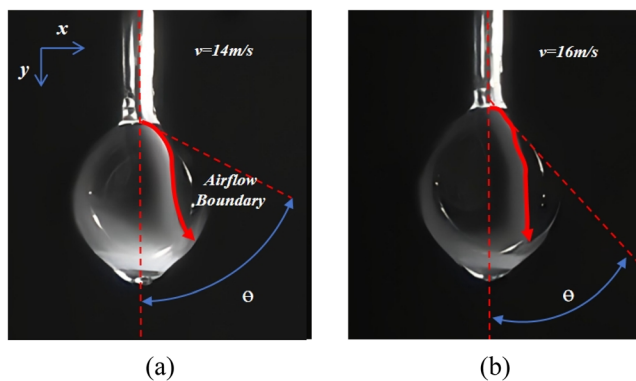 x
y
v=14m/s
Airflow
Boundary
Θ
(a)
v=16m/s
Θ
(b)